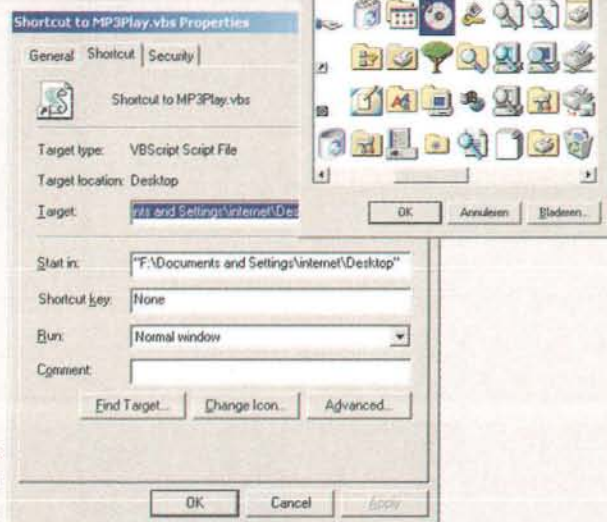 Shortcut to MP3Play.vbs Properties
General Shortcut Security
Shortcut to MP3Play.vbs
Target type: VBScript Script File
Target location: Desktop
Target: nts and Settings\internet\Des
OK Annuleren Bladeren...
Start in: "F:\Documents and Settings\internet\Desktop"
Shortcut key: None
Run: Normal window
Comment:
Find Target... Change Icon... Advanced...
OK Cancel Apply